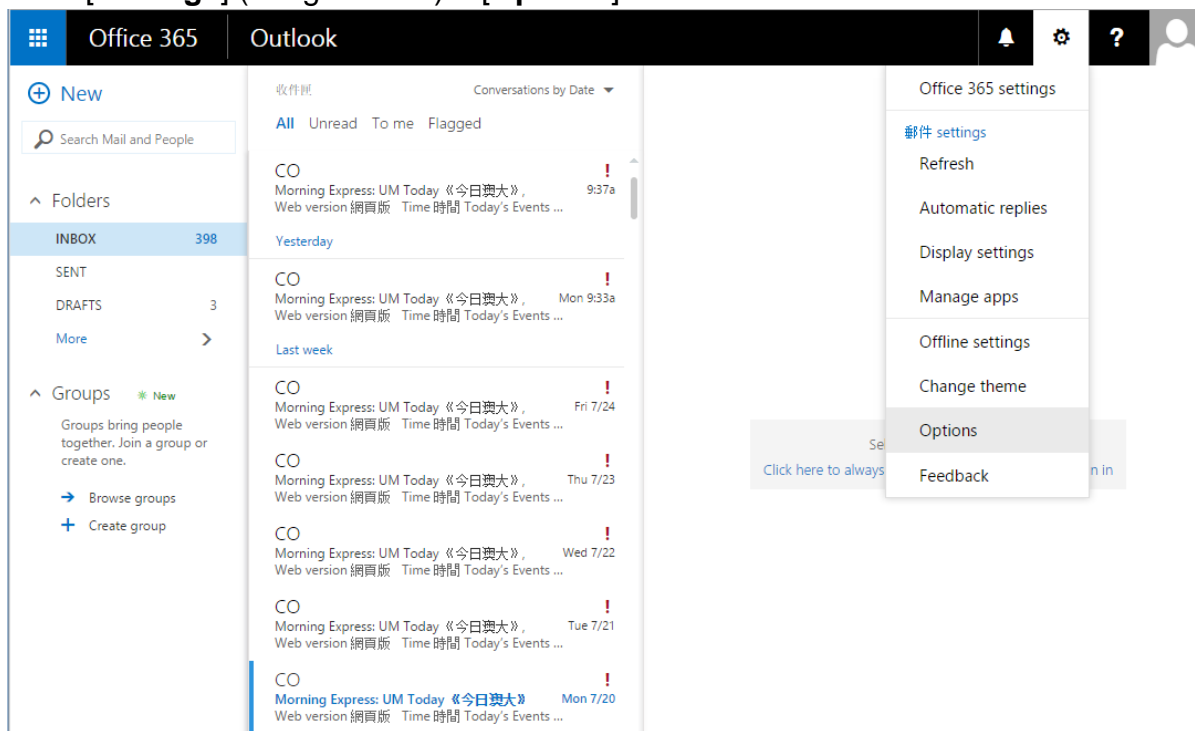 Office 365
Outlook
?
New
Search Mail and People
Folders
INBOX 398
SENT
DRAFTS 3
More
Groups New
Groups bring people
together. Join a group or
create one.
Browse groups
Create group
收件匣 Conversations by Date
All Unread To me Flagged
CO !
Morning Express: UM Today 《今日澳大》, 9:37a
Web version 網頁版 Time 時間 Today's Events ...
Yesterday
CO !
Morning Express: UM Today 《今日澳大》, Mon 9:33a
Web version 網頁版 Time 時間 Today's Events ...
Last week
CO !
Morning Express: UM Today 《今日澳大》, Fri 7/24
Web version 網頁版 Time 時間 Today's Events ...
CO !
Morning Express: UM Today 《今日澳大》, Thu 7/23
Web version 網頁版 Time 時間 Today's Events ...
CO !
Morning Express: UM Today 《今日澳大》, Wed 7/22
Web version 網頁版 Time 時間 Today's Events ...
CO !
Morning Express: UM Today 《今日澳大》, Tue 7/21
Web version 網頁版 Time 時間 Today's Events ...
CO !
Morning Express: UM Today 《今日澳大》 Mon 7/20
Web version 網頁版 Time 時間 Today's Events ...
Click here to always
n in
Office 365 settings
郵件 settings
Refresh
Automatic replies
Display settings
Manage apps
Offline settings
Change theme
Options
Feedback